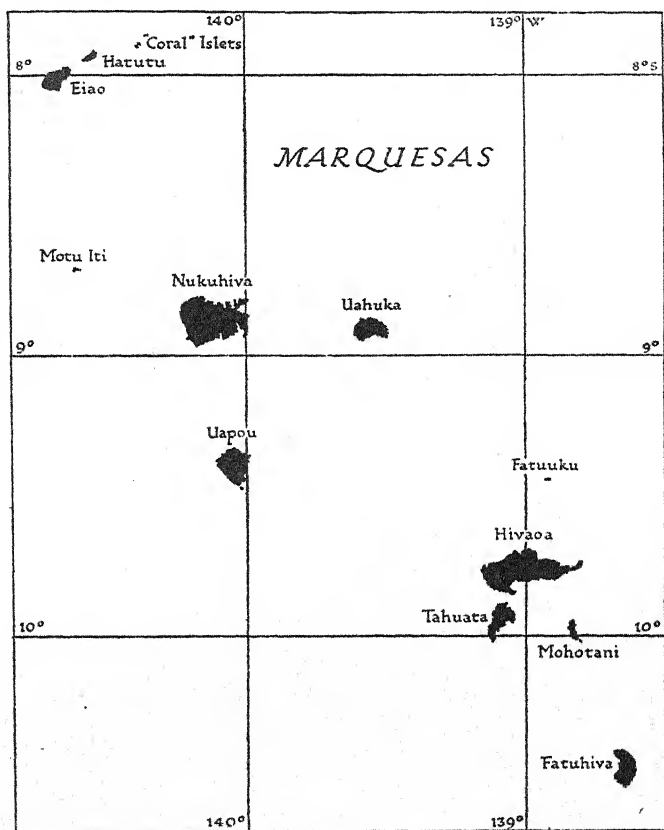 140°
139° W
"Coral" Islets
Hatutu
8°
8°S
Eiao
MARQUESAS
Motu Iti
Nukuhiva
Uahuka
9°
9°
Uapou
Fatuuku
Hivaoa
Tahuata
10°
10°
Mohotani
Fatuhiva
140°
139°